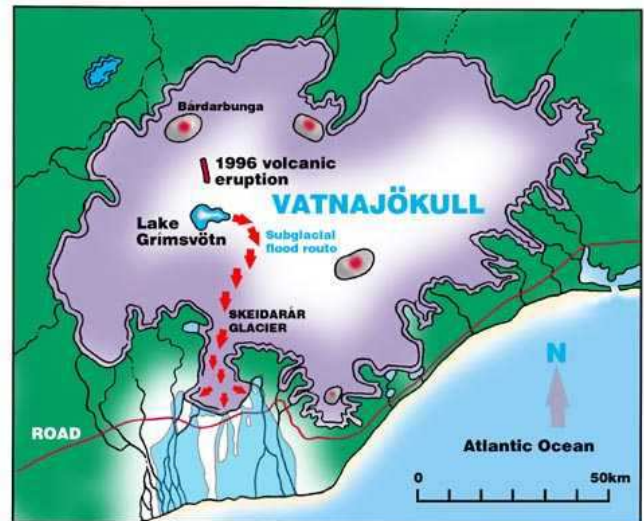 Bárdarbunga
1996 volcanic
eruption
VATNAJÖKULL
Lake
Grímsvötn
Subglacial
flood route
SKEIDARÁR
GLACIER
N
ROAD
Atlantic Ocean
0 50km